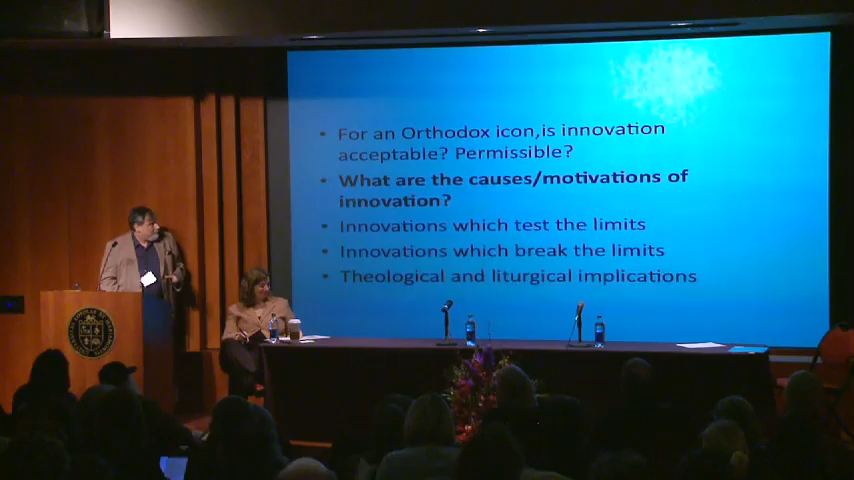 • For an Orthodox icon,is innovation
acceptable? Permissible?
• What are the causes/motivations of
innovation?
• Innovations which test the limits
• Innovations which break the limits
• Theological and liturgical implications